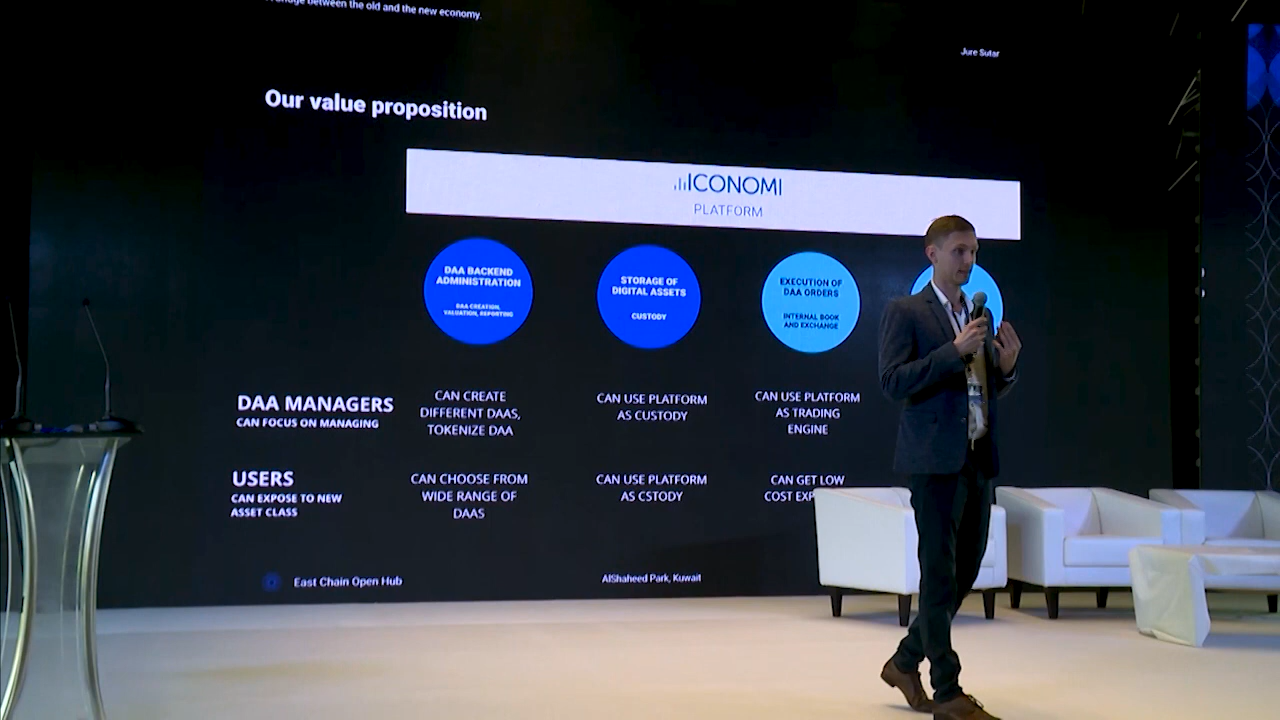 between the old and the new economy.
Jure Sutar
Our value proposition
ICONOMI
PLATFORM
DAA BACKEND
ADMINISTRATION
DAA CREATION,
VALUATION, REPORTING
STORAGE OF
DIGITAL ASSETS
CUSTODY
EXECUTION OF
DAA ORDERS
INTERNAL BOOK
AND EXCHANGE
DAA MANAGERS
CAN FOCUS ON MANAGING
CAN CREATE
DIFFERENT DAAS,
TOKENIZE DAA
CAN USE PLATFORM
AS CUSTODY
CAN USE PLATFORM
AS TRADING
ENGINE
USERS
CAN EXPOSE TO NEW
ASSET CLASS
CAN CHOOSE FROM
WIDE RANGE OF
DAAS
CAN USE PLATFORM
AS CSTODY
CAN GET LOW
COST
East Chain Open Hub
AlShaheed Park, Kuwait